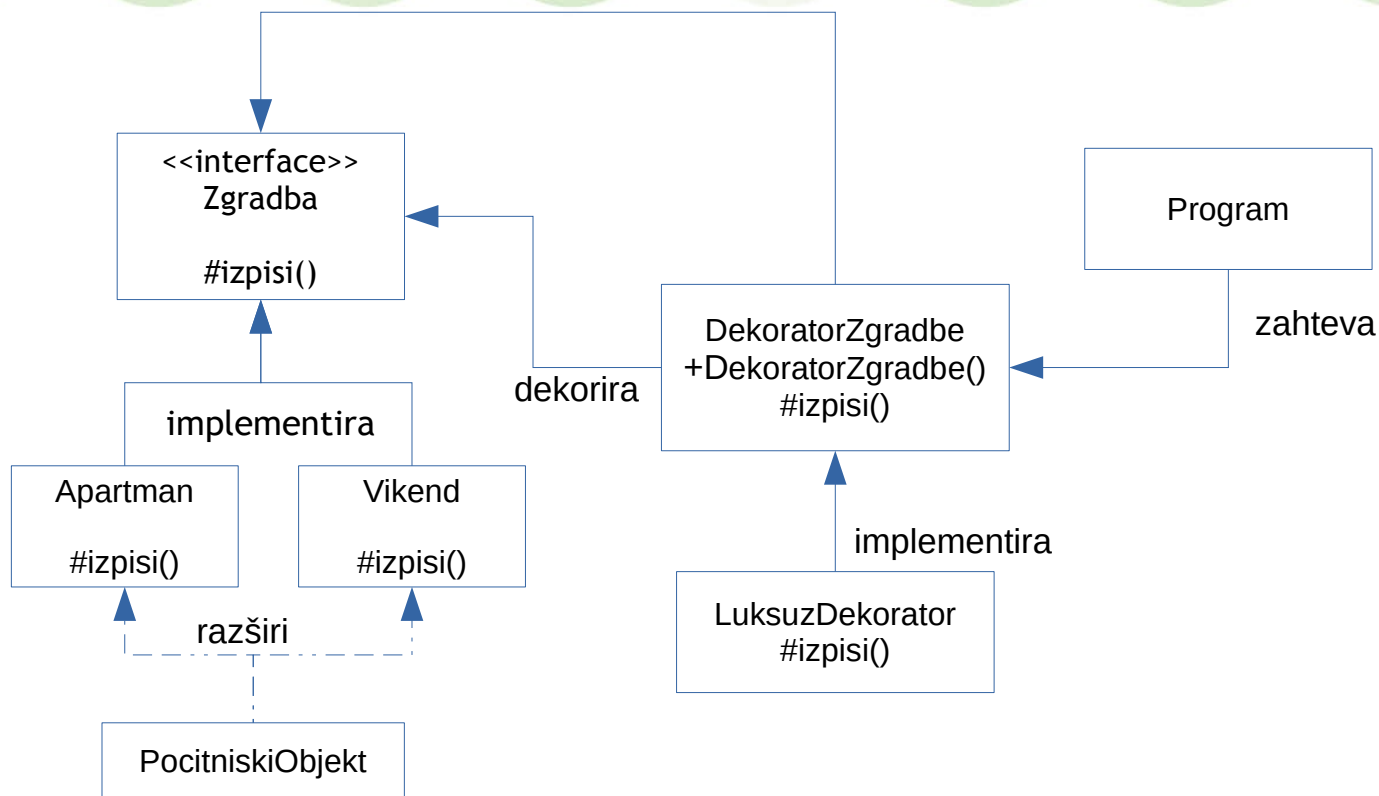 <<interface>>
Zgradba
#izpisi()
Program
zahteva
DekoratorZgradbe
+DekoratorZgradbe()
#izpisi()
dekorira
implementira
Apartman
#izpisi()
Vikend
#izpisi()
implementira
LuksuzDekorator
#izpisi()
razširi
PocitniskiObjekt